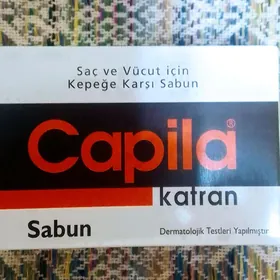 Saç ve Vücut için
Kepeğe Karşı Sabun
Capila®
katran
Sabun
Dermatolojik Testleri Yapılmıştır